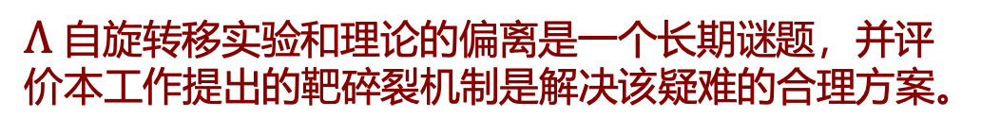 Λ 自旋转移实验和理论的偏离是一个长期谜题，并评
价本工作提出的靶碎裂机制是解决该疑难的合理方案。